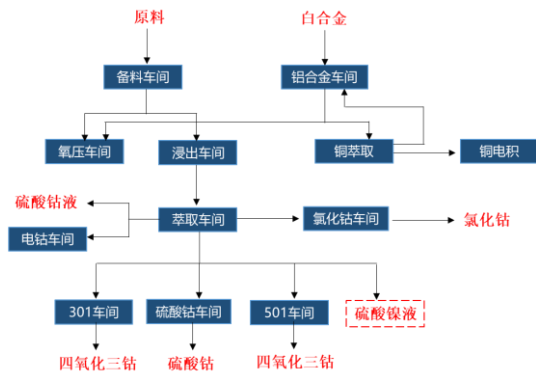 原料
白合金
备料车间
铝合金车间
氧压车间
浸出车间
铜萃取
铜电积
硫酸钴液
萃取车间
氯化钴车间
氯化钴
电钴车间
301车间
硫酸钴车间
501车间
硫酸镍液
四氧化三钴
硫酸钴
四氧化三钴